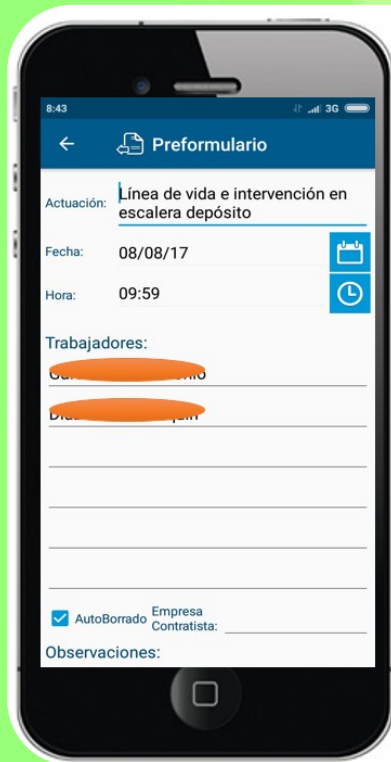 8:43
3G
Preformulario
Actuación:
Línea de vida e intervención en
escalera depósito
Fecha: 08/08/17
Hora: 09:59
Trabajadores:
AutoBorrado Empresa
Contratista:
Observaciones: